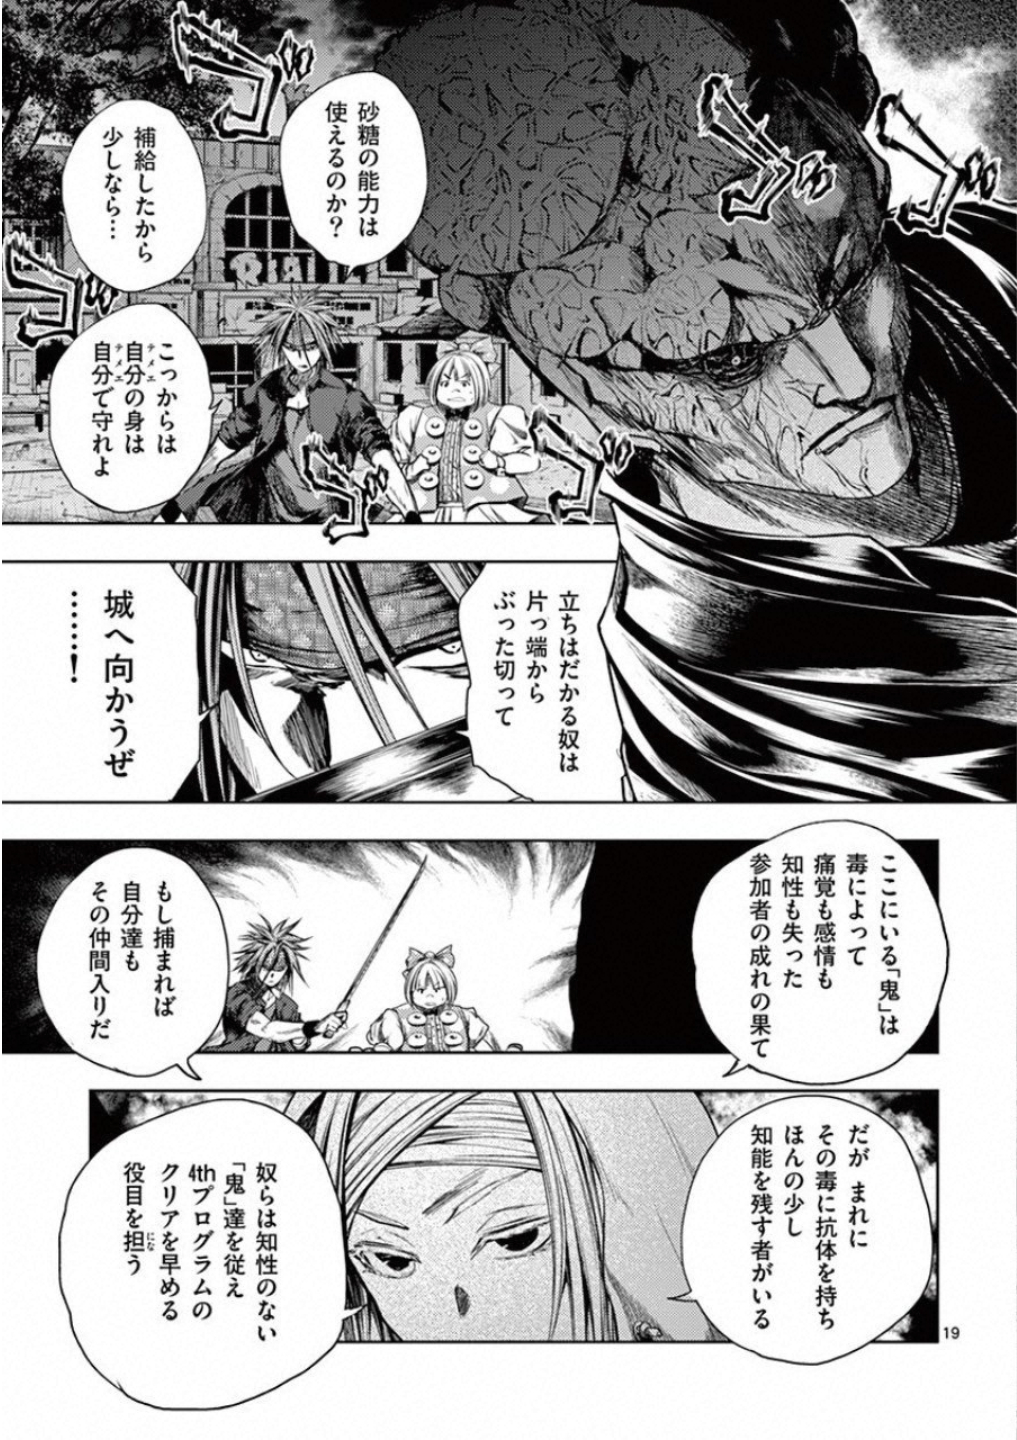 砂糖の能力は
使えるのか?
補給したから
少しなら…
こっからは
自分の身は
テメエ
自分で守れよ
テメエ
立ちはだかる奴は
片っ端から
ぶった切って
城へ向かうぜ
……!
ここにいる「鬼」は
毒によって
痛覚も感情も
知性も失った
参加者の成れの果て
もし捕まれば
自分達も
その仲間入りだ
だが まれに
その毒に抗体を持ち
ほんの少し
知能を残す者がいる
奴らは知性のない
「鬼」達を従え
4thプログラムの
クリアを早める
役目を担う
にな
19